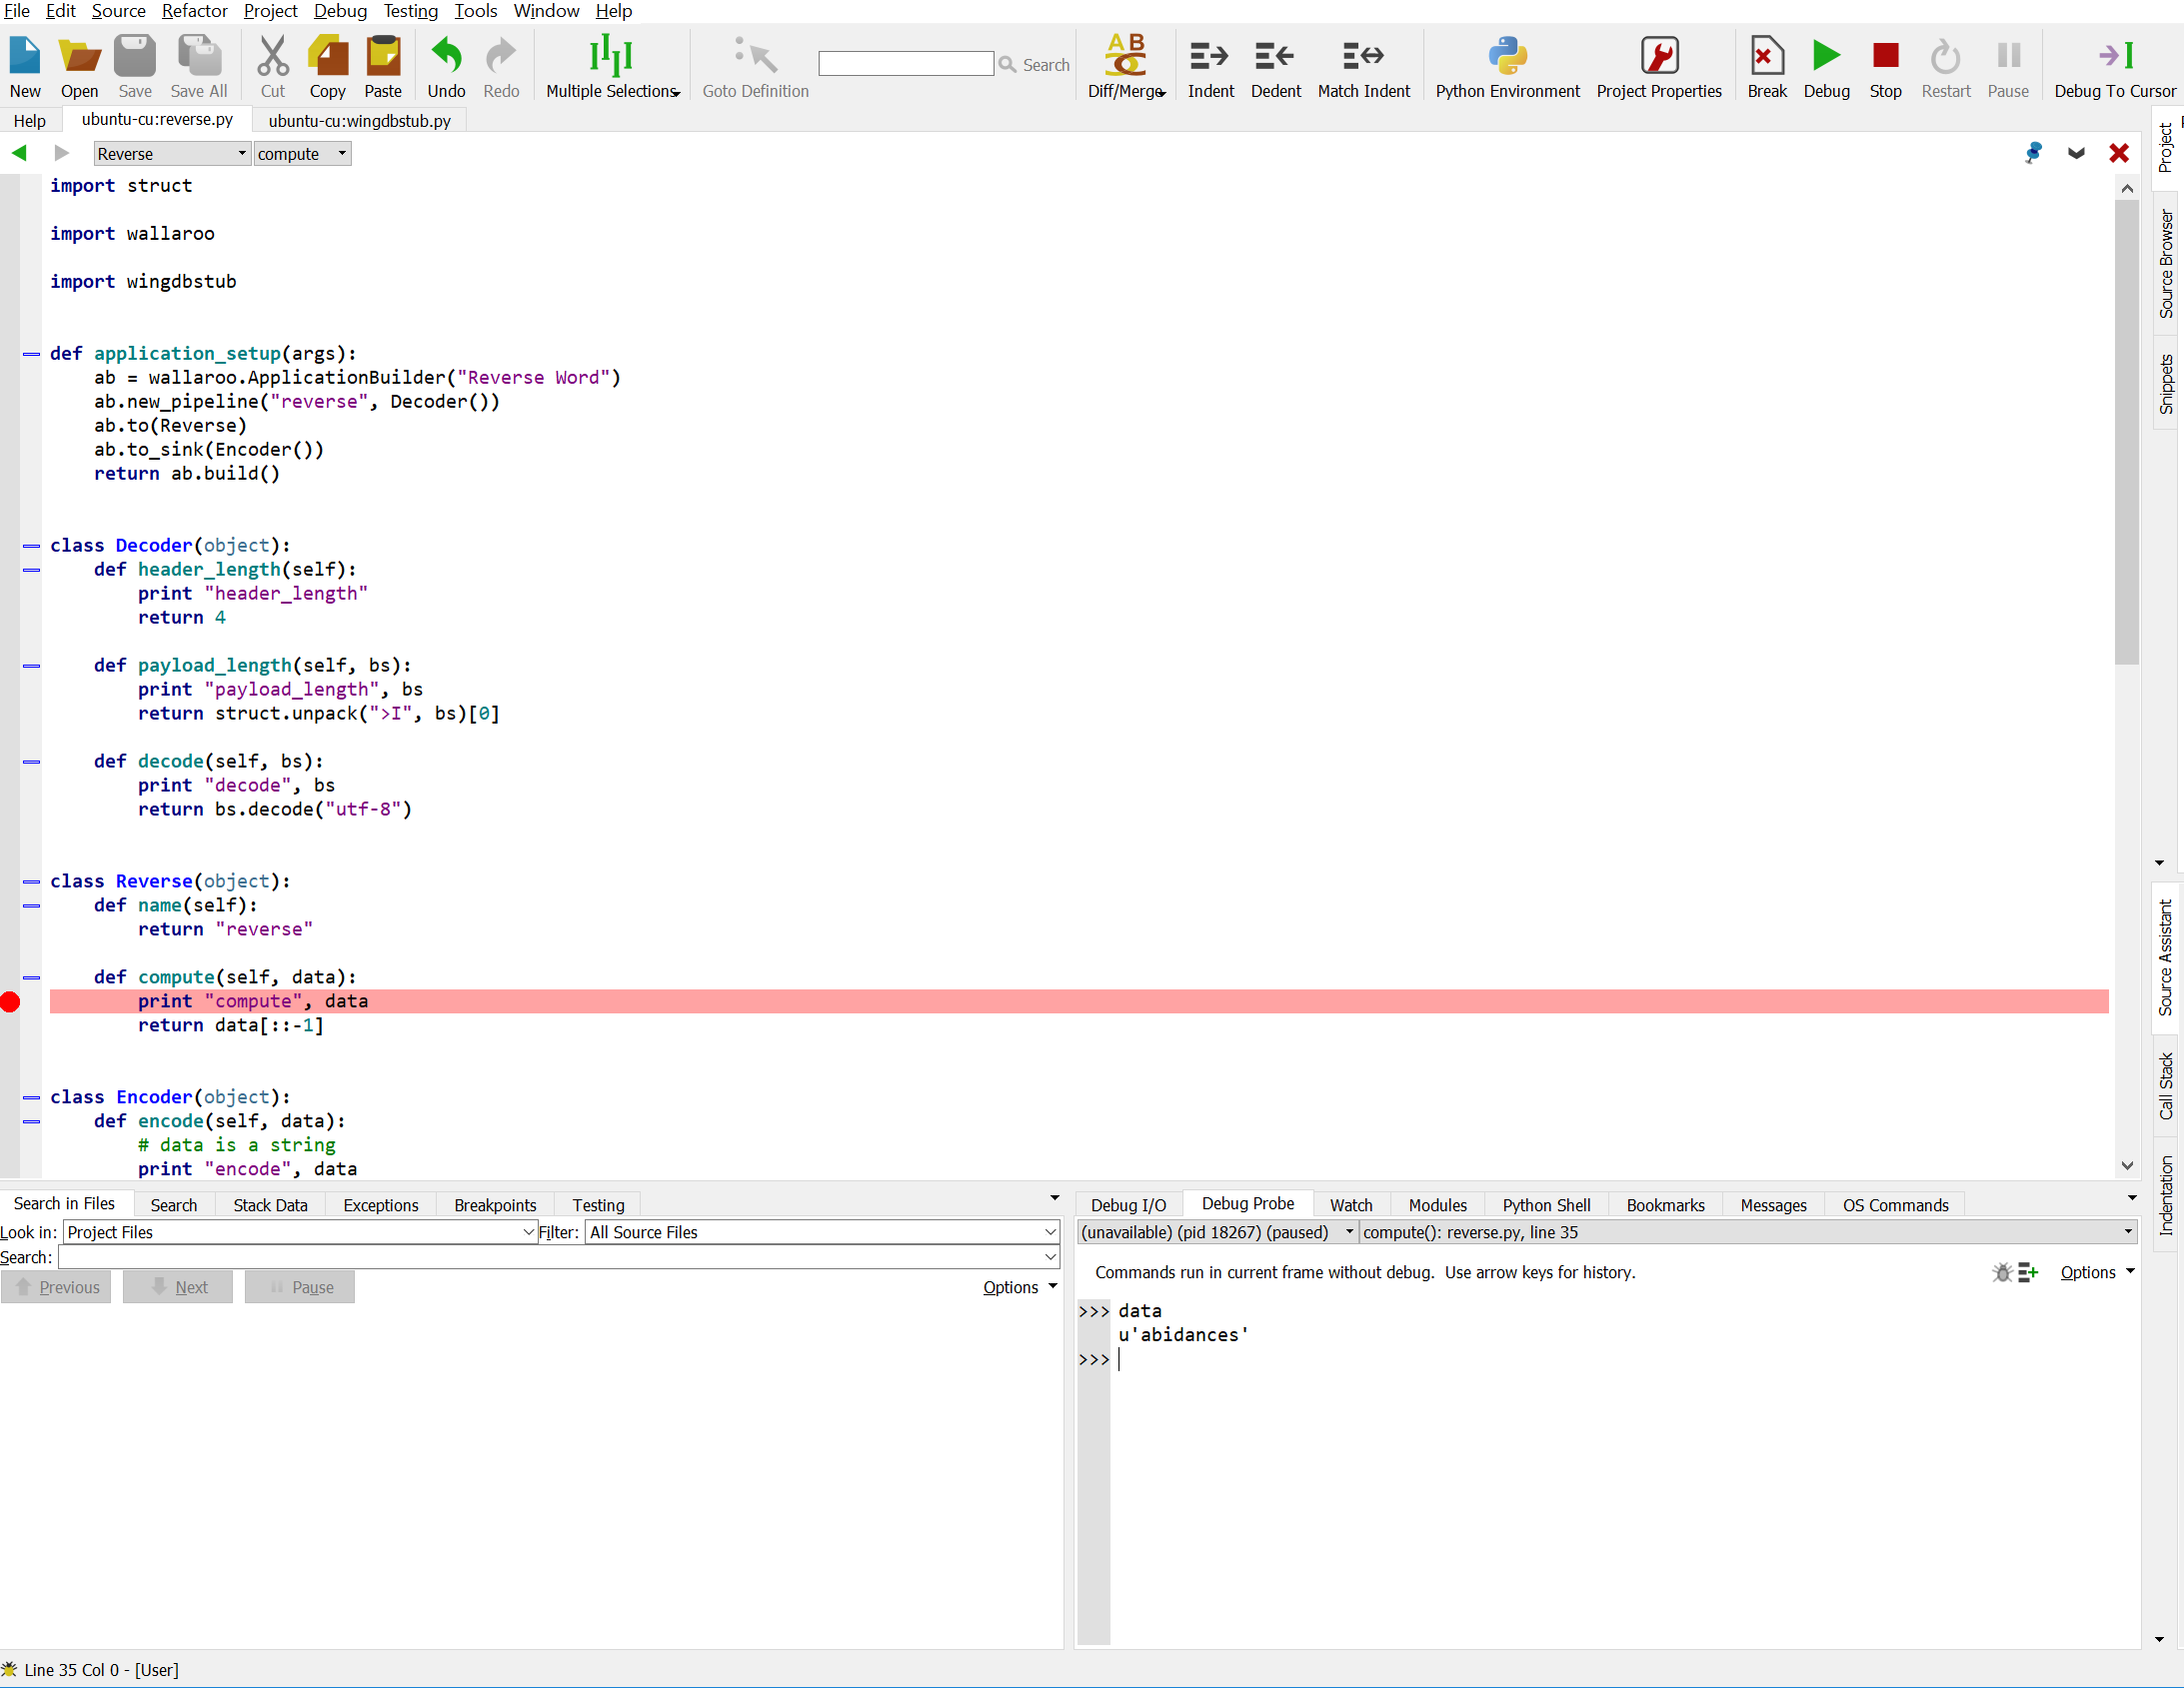 File Edit Source Refactor Project Debug Testing Tools Window Help
New Open Save Save All Cut Copy Paste Undo Redo Multiple Selections Goto Definition Search Diff/Merge Indent Dedent Match Indent Python Environment Project Properties Break Debug Stop Restart Pause Debug To Cursor
Help ubuntu-cu:reverse.py ubuntu-cu:wingdbstub.py
Reverse compute
import struct
import wallaroo
import wingdbstub
def application_setup(args):
    ab = wallaroo.ApplicationBuilder("Reverse Word")
    ab.new_pipeline("reverse", Decoder())
    ab.to(Reverse)
    ab.to_sink(Encoder())
    return ab.build()
class Decoder(object):
    def header_length(self):
        print "header_length"
        return 4
    def payload_length(self, bs):
        print "payload_length", bs
        return struct.unpack(">I", bs)[0]
    def decode(self, bs):
        print "decode", bs
        return bs.decode("utf-8")
class Reverse(object):
    def name(self):
        return "reverse"
    def compute(self, data):
        print "compute", data
        return data[::-1]
class Encoder(object):
    def encode(self, data):
        # data is a string
        print "encode", data
Project
Source Browser
Snippets
Source Assistant
Call Stack
Indentation
Search in Files Search Stack Data Exceptions Breakpoints Testing
Look in: Project Files Filter: All Source Files
Search:
Previous Next Pause Options
Debug I/O Debug Probe Watch Modules Python Shell Bookmarks Messages OS Commands
(unavailable) (pid 18267) (paused) compute(): reverse.py, line 35
Commands run in current frame without debug. Use arrow keys for history. Options
>>> data
u'abidances'
>>>
Line 35 Col 0 - [User]